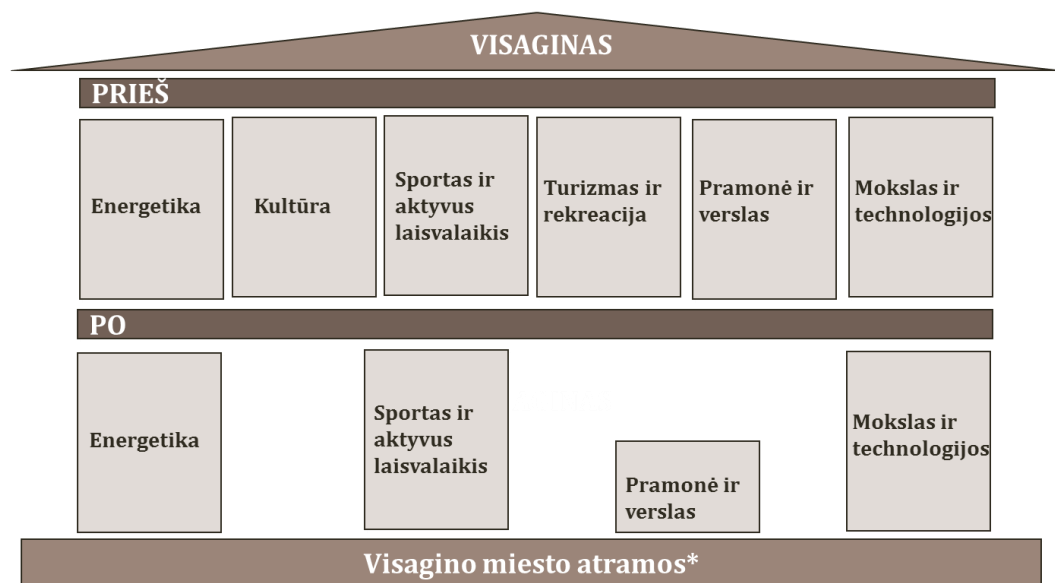 VISAGINAS
PRIEŠ
Energetika
Kultūra
Sportas ir
aktyvus
laisvalaikis
Turizmas ir
rekreacija
Pramonė ir
verslas
Mokslas ir
technologijos
PO
Energetika
Sportas ir
aktyvus
laisvalaikis
Pramonė ir
verslas
Mokslas ir
technologijos
Visagino miesto atramos*